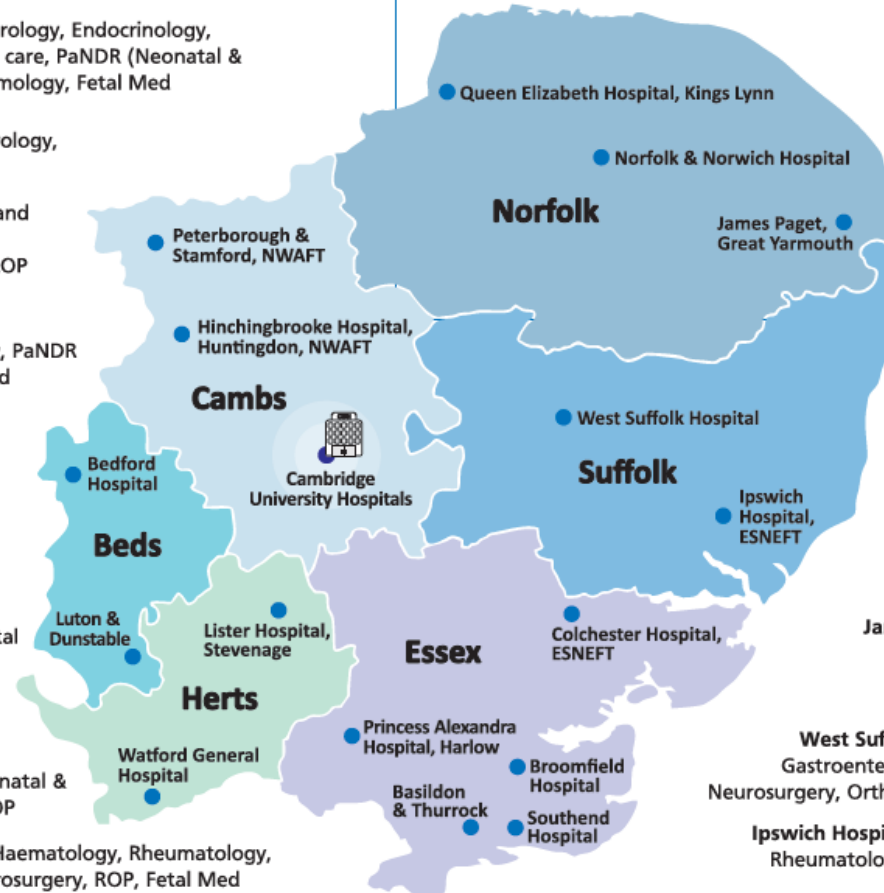 rology, Endocrinology,
care, PaNDR (Neonatal &
mology, Fetal Med
ology,
and
OP
, PaNDR
d
Queen Elizabeth Hospital, Kings Lynn
Norfolk & Norwich Hospital
Norfolk
James Paget,
Great Yarmouth
Peterborough &
Stamford, NWAFT
Hinchingbrooke Hospital,
Huntingdon, NWAFT
Cambs
Cambridge
University Hospitals
West Suffolk Hospital
Suffolk
Ipswich
Hospital,
ESNEFT
Bedford
Hospital
Beds
Luton &
Dunstable
tal
Lister Hospital,
Stevenage
Herts
Watford General
Hospital
Essex
Colchester Hospital,
ESNEFT
Princess Alexandra
Hospital, Harlow
Broomfield
Hospital
Basildon
& Thurrock
Southend
Hospital
natal &
OP
Haematology, Rheumatology,
rosurgery, ROP, Fetal Med
Ja
West Suf
Gastroente
Neurosurgery, Orth
Ipswich Hospi
Rheumatolo